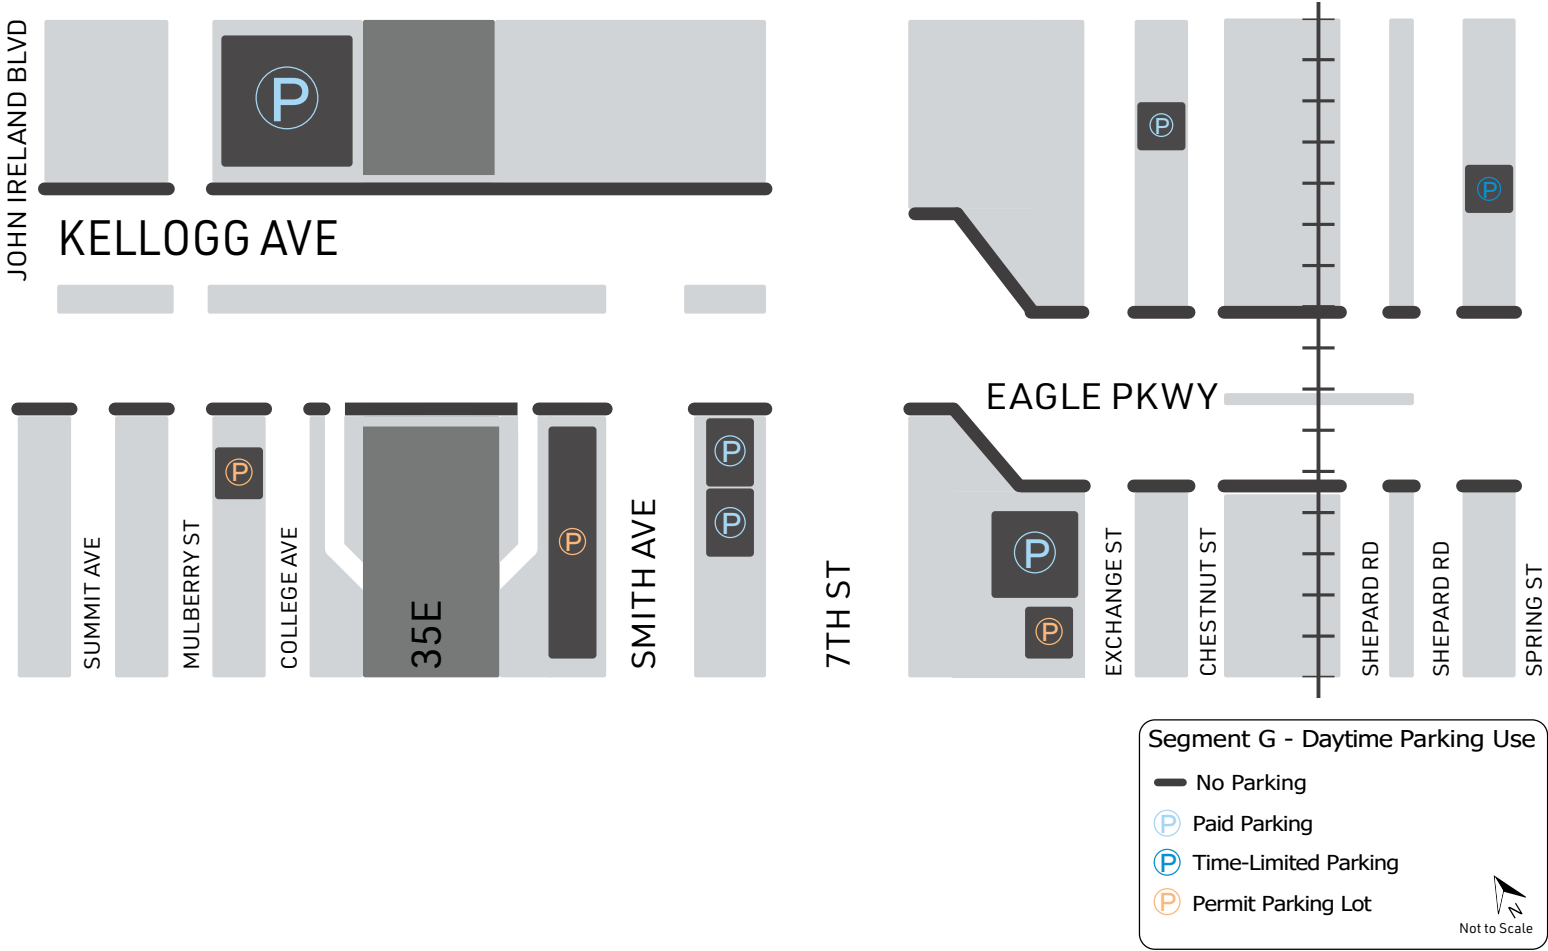 JOHN IRELAND BLVD
P
P
P
KELLOGG AVE
EAGLE PKWY
P
P
P
P
P
P
SUMMIT AVE
MULBERRY ST
COLLEGE AVE
35E
SMITH AVE
7TH ST
EXCHANGE ST
CHESTNUT ST
SHEPARD RD
SHEPARD RD
SPRING ST
Segment G - Daytime Parking Use
No Parking
P Paid Parking
P Time-Limited Parking
P Permit Parking Lot
N
Not to Scale